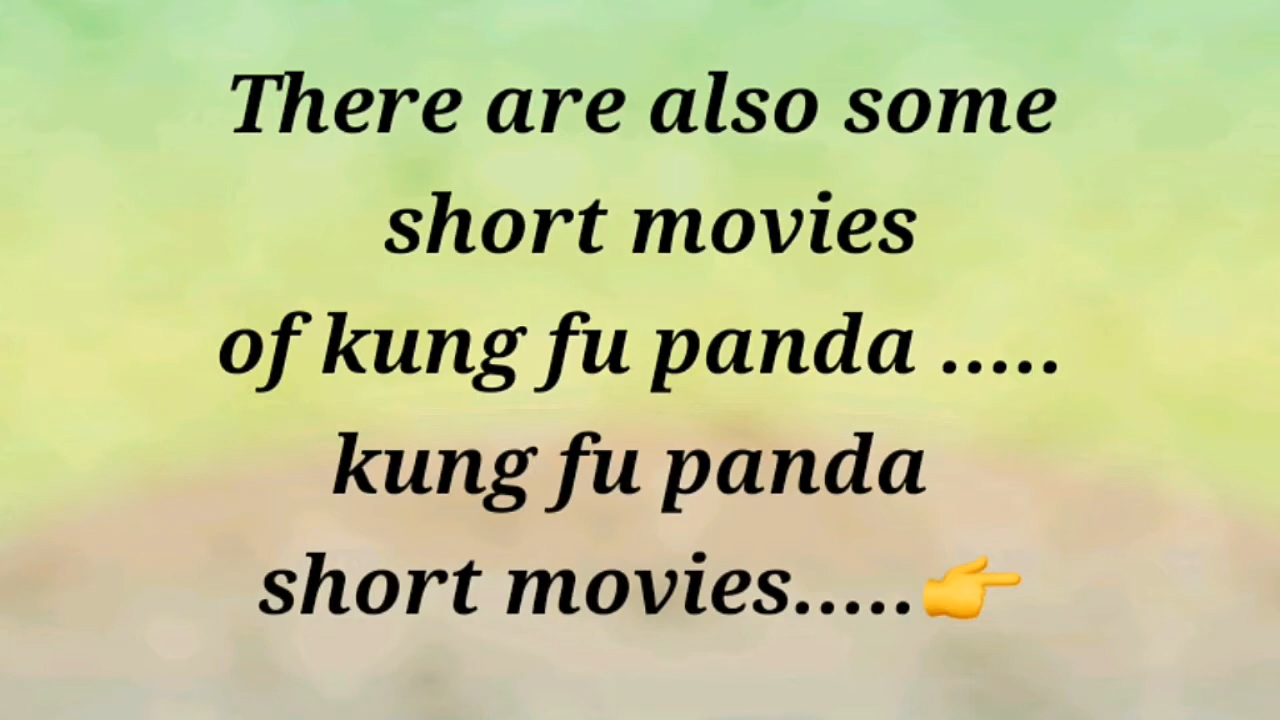 There are also some
short movies
of kung fu panda .....
kung fu panda
short movies.....👉